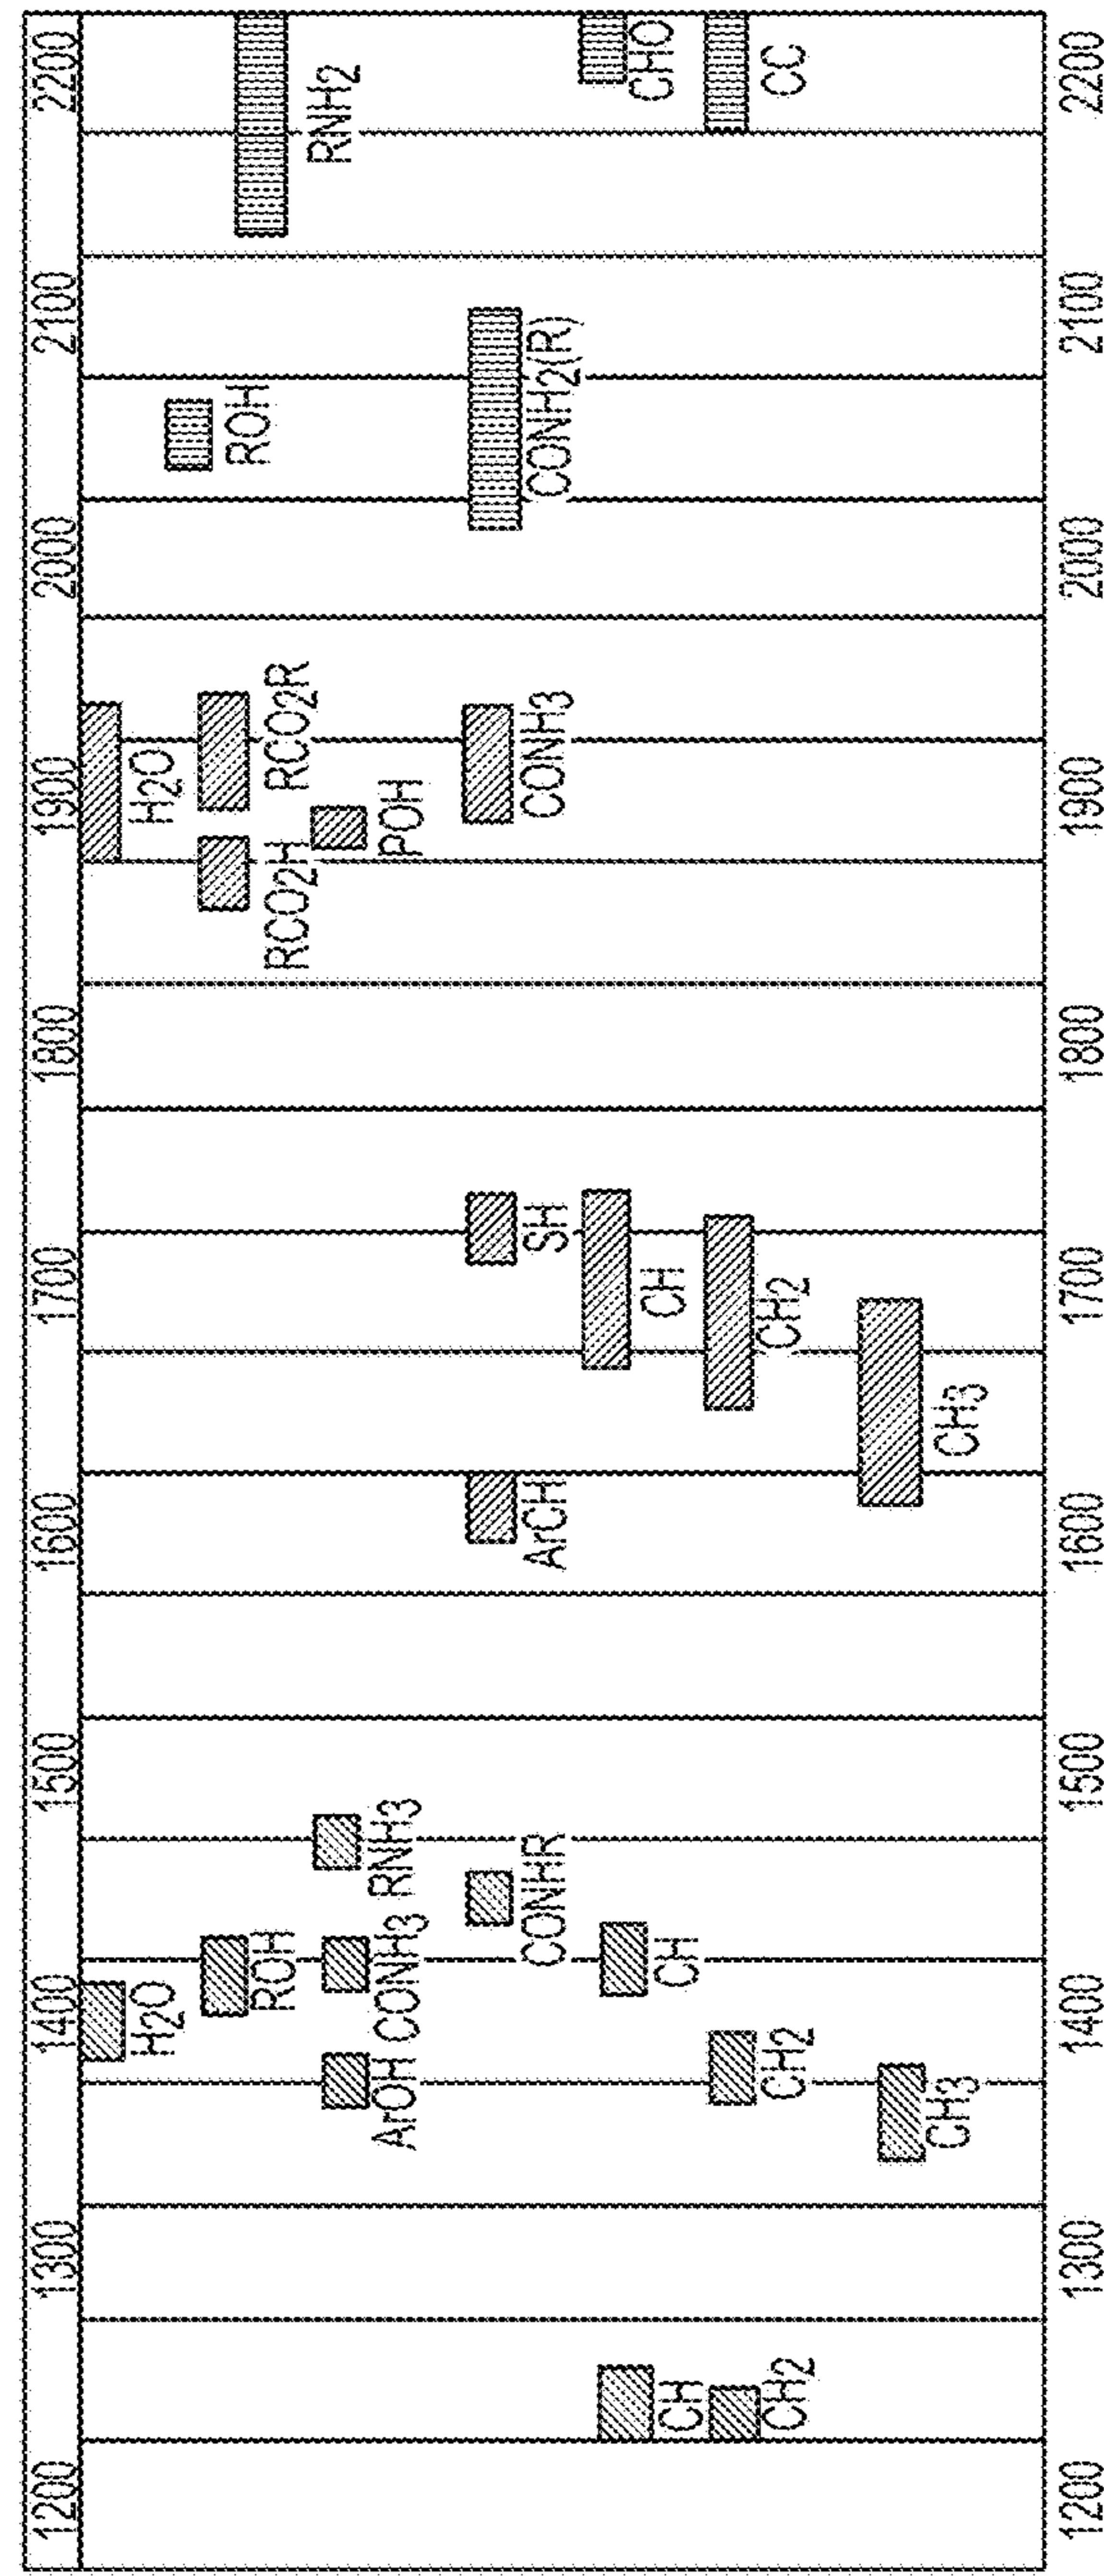 1200 1300 1400 1500 1600 1700 1800 1900 2000 2100 2200
H2O H2O
ROH ROH
RCO2H RCO2R
RNH2
ArOH CONH3 RNH3 POH
CONHR ArCH SH CONH3 CONH2(R)
CH CH CH CHO
CH2 CH2 CH2 CC
CH3 CH3
1200 1300 1400 1500 1600 1700 1800 1900 2000 2100 2200